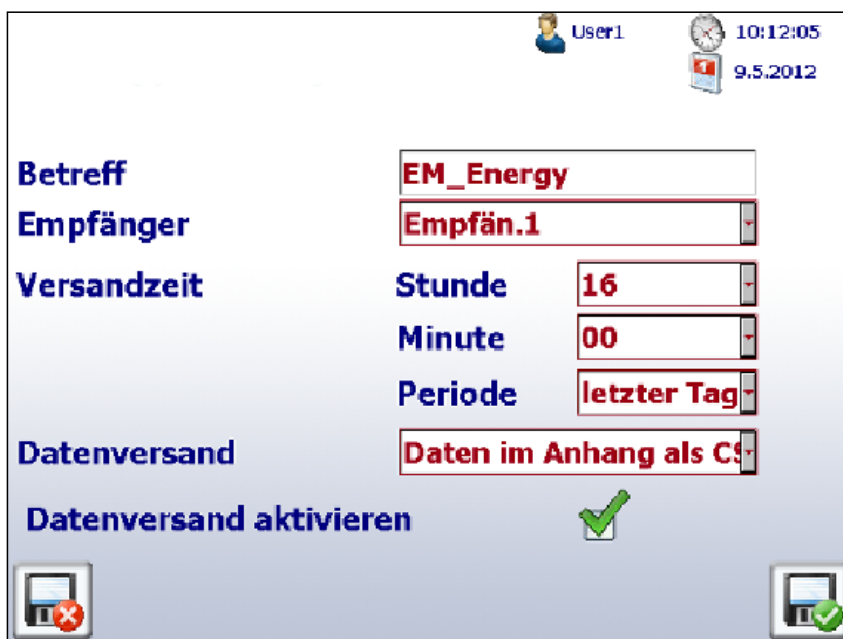 User1 10:12:05
1 9.5.2012
Betreff EM_Energy
Empfänger Empfän.1
Versandzeit Stunde 16
Minute 00
Periode letzter Tag
Datenversand Daten im Anhang als CS
Datenversand aktivieren